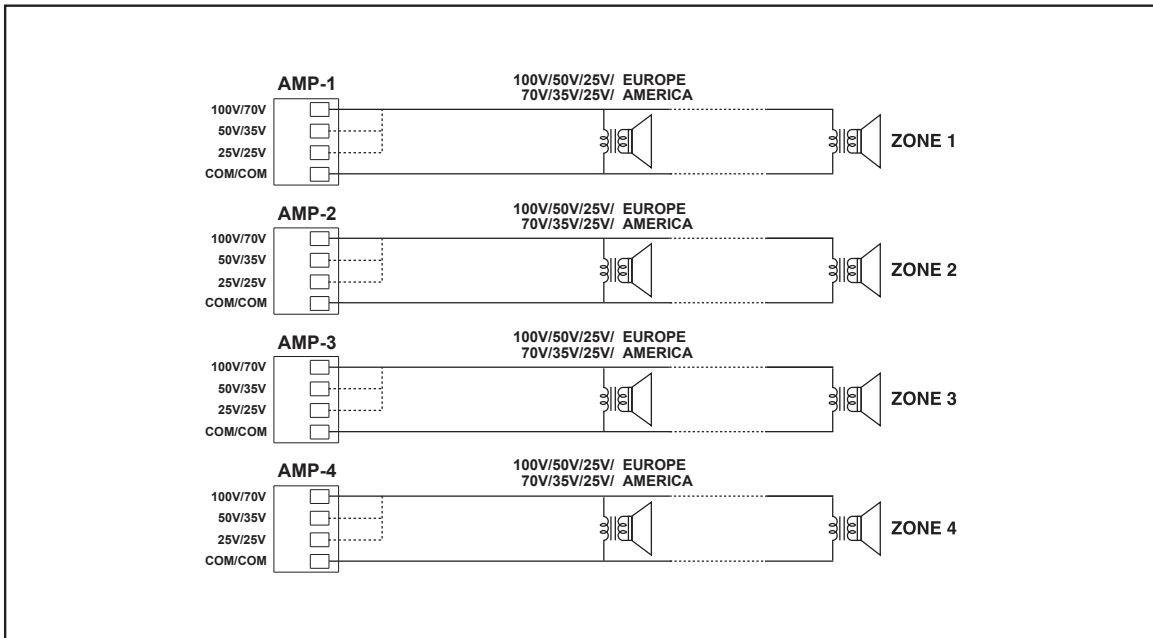 AMP-1
100V/50V/25V/ EUROPE
70V/35V/25V/ AMERICA
100V/70V
50V/35V
25V/25V
COM/COM
ZONE 1
AMP-2
100V/50V/25V/ EUROPE
70V/35V/25V/ AMERICA
100V/70V
50V/35V
25V/25V
COM/COM
ZONE 2
AMP-3
100V/50V/25V/ EUROPE
70V/35V/25V/ AMERICA
100V/70V
50V/35V
25V/25V
COM/COM
ZONE 3
AMP-4
100V/50V/25V/ EUROPE
70V/35V/25V/ AMERICA
100V/70V
50V/35V
25V/25V
COM/COM
ZONE 4